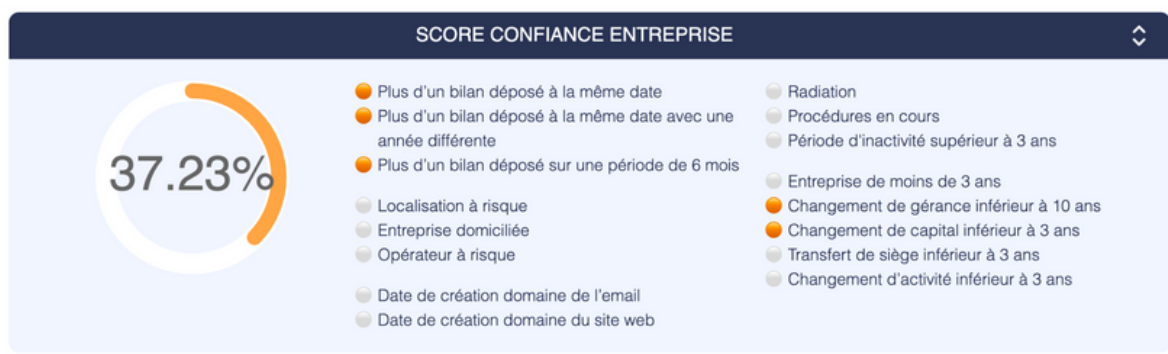 SCORE CONFIANCE ENTREPRISE
37.23%
Plus d'un bilan déposé à la même date
Plus d'un bilan déposé à la même date avec une
année différente
Plus d'un bilan déposé sur une période de 6 mois
Localisation à risque
Entreprise domiciliée
Opérateur à risque
Date de création domaine de l'email
Date de création domaine du site web
Radiation
Procédures en cours
Période d'inactivité supérieur à 3 ans
Entreprise de moins de 3 ans
Changement de gérance inférieur à 10 ans
Changement de capital inférieur à 3 ans
Transfert de siège inférieur à 3 ans
Changement d'activité inférieur à 3 ans